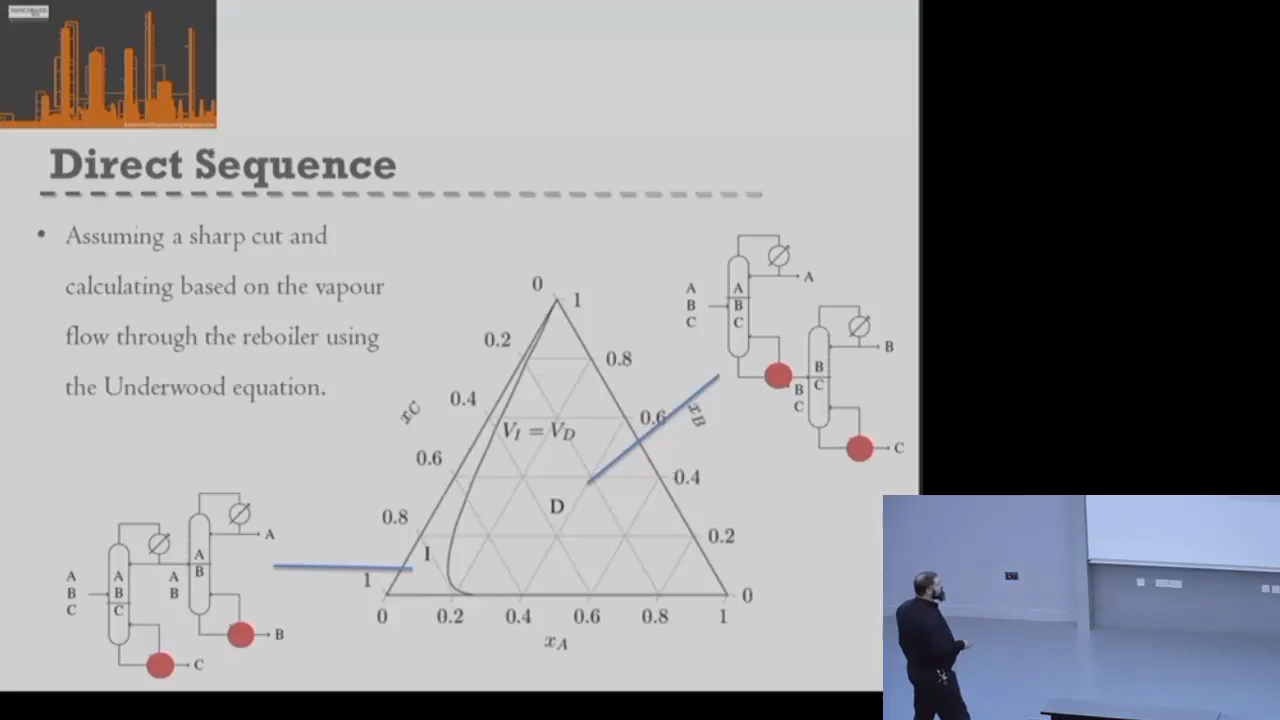 Direct Sequence
• Assuming a sharp cut and
calculating based on the vapour
flow through the reboiler using
the Underwood equation.
0
1
0.2
0.8
0.4
0.6
xC
xB
VI = VD
0.6
0.4
D
0.8
0.2
I
1
0
0
0.2
0.4
0.6
0.8
1
xA
A
B
C
A
B
C
A
B
C
B
C
B
C
A
B
C
A
B
C
A
B
A
B
A
B
C